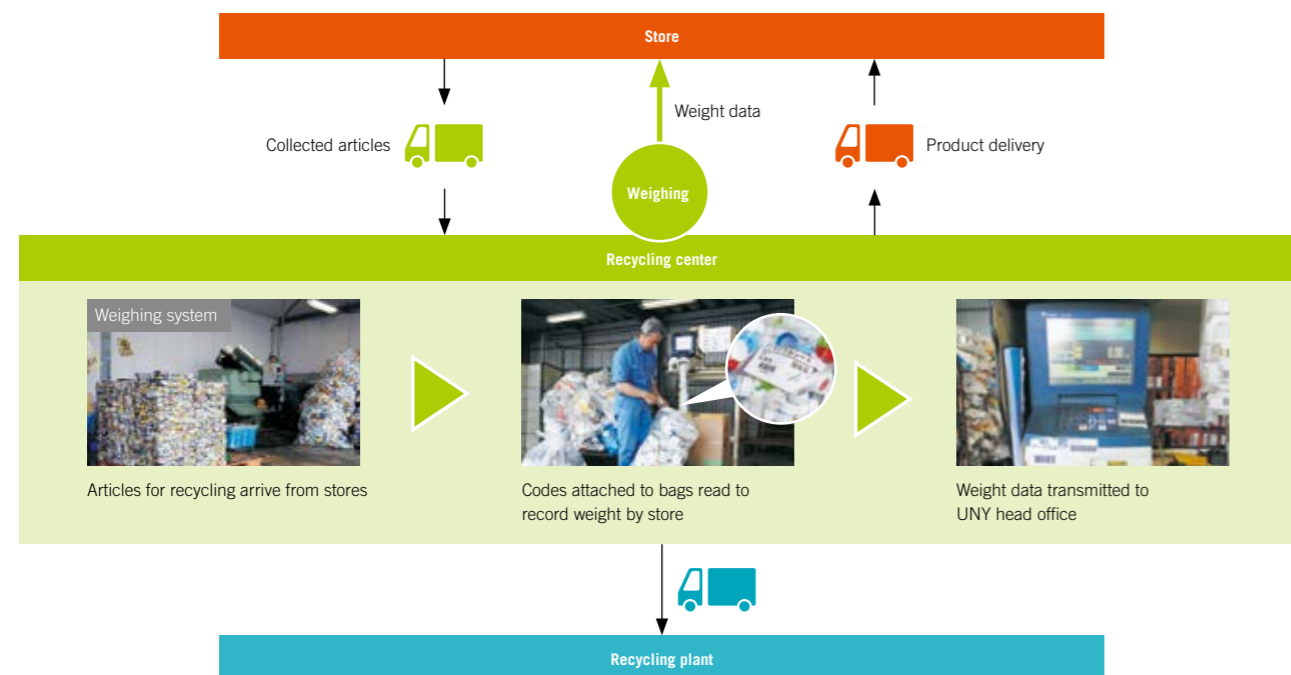 Store
Weight data
Collected articles
Product delivery
Weighing
Recycling center
Weighing system
Articles for recycling arrive from stores
Codes attached to bags read to
record weight by store
Weight data transmitted to
UNY head office
Recycling plant